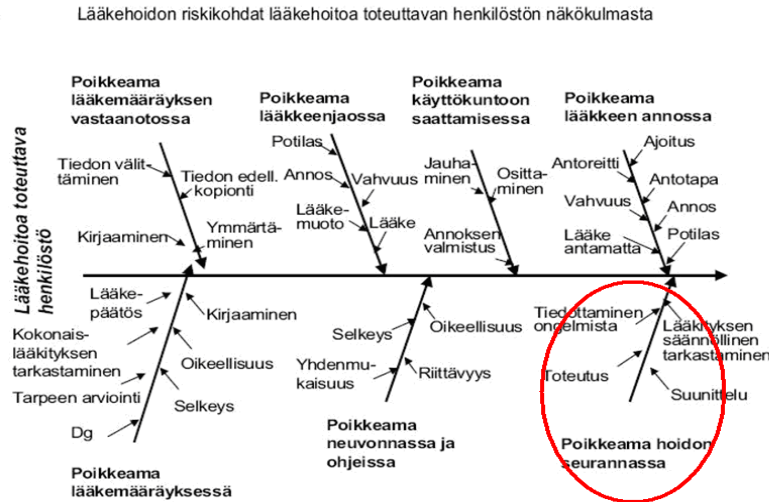 Lääkehoidon riskikohdat lääkehoitoa toteuttavan henkilöstön näkökulmasta
Poikkeama
lääkemääräyksen
vastaanotossa
Poikkeama
lääkkeenjaossa
Poikkeama
käyttökuntoon
saattamisessa
Poikkeama
lääkkeen annossa
Lääkehoitoa toteuttava
henkilöstö
Tiedon välit-
täminen
Tiedon edell.
kopionti
Kirjaaminen
Ymmärtä-
minen
Potilas
Annos
Vahvuus
Lääke-
muoto
Lääke
Jauha-
minen
Ositta-
minen
Annoksen
valmistus
Ajoitus
Antoreitti
Antotapa
Vahvuus
Annos
Lääke
antamatta
Potilas
Lääke-
päätös
Kirjaaminen
Kokonais-
lääkityksen
tarkastaminen
Oikeellisuus
Tarpeen arviointi
Selkeys
Dg
Poikkeama
lääkemääräyksessä
Selkeys
Oikeellisuus
Yhdenmu-
kaisuus
Riittävyys
Poikkeama
neuvonnassa ja
ohjeissa
Tiedottaminen
ongelmista
Lääkityksen
säännöllinen
tarkastaminen
Toteutus
Suunittelu
Poikkeama hoidon
seurannassa